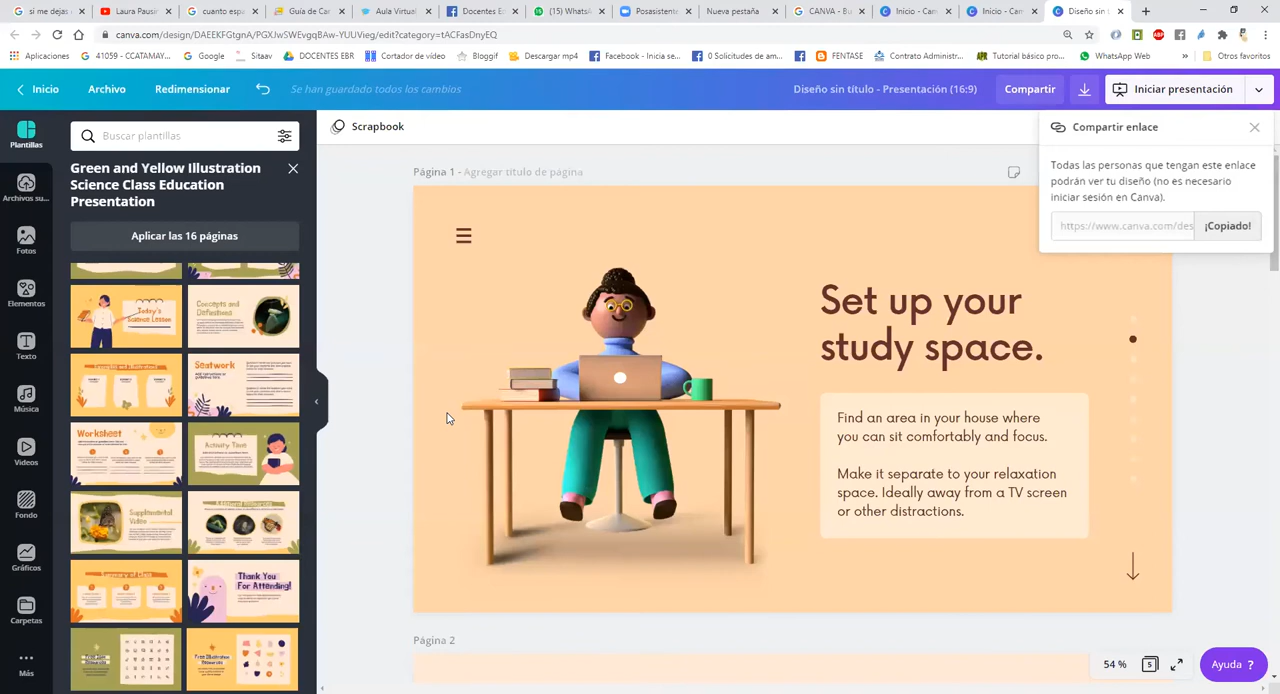 si me dejas
Laura Pausin
cuanto espa
Guía de Ca
Aula Virtual
Docentes E
(15) WhatsA
Posasistente
Nueva pestaña
CANVA - Bu
Inicio - Can
Inicio - Can
Diseño sin t
canva.com/design/DAEEKFGtgnA/PGXJwSWEvgqBAw-YUUVieg/edit?category=tACFasDnyEQ
Aplicaciones
41059 - CCATAMAY...
Google
Sitaav
DOCENTES EBR
Cortador de vídeo
Bloggif
Descargar mp4
Facebook - Inicia se...
0 Solicitudes de am...
FENTASE
Contrato Administr...
Tutorial básico pro...
WhatsApp Web
»
Otros favoritos
Inicio
Archivo
Redimensionar
Se han guardado todos los cambios
Diseño sin título - Presentación (16:9)
Compartir
Iniciar presentación
Plantillas
Archivos su...
Fotos
Elementos
Texto
Música
Videos
Fondo
Gráficos
Carpetas
Más
Buscar plantillas
Green and Yellow Illustration
Science Class Education
Presentation
Aplicar las 16 páginas
Today's
Science Lesson
Concepts and
Definitions
Seatwork
Worksheet
Activity Time
Supplemental
Video
Thank You
For Attending!
Scrapbook
Compartir enlace
Todas las personas que tengan este enlace
podrán ver tu diseño (no es necesario
iniciar sesión en Canva).
https://www.canva.com/des
¡Copiado!
Página 1 - Agregar título de página
Set up your
study space.
Find an area in your house where
you can sit comfortably and focus.
Make it separate to your relaxation
space. Ideally away from a TV screen
or other distractions.
Página 2
54 %
5
Ayuda ?